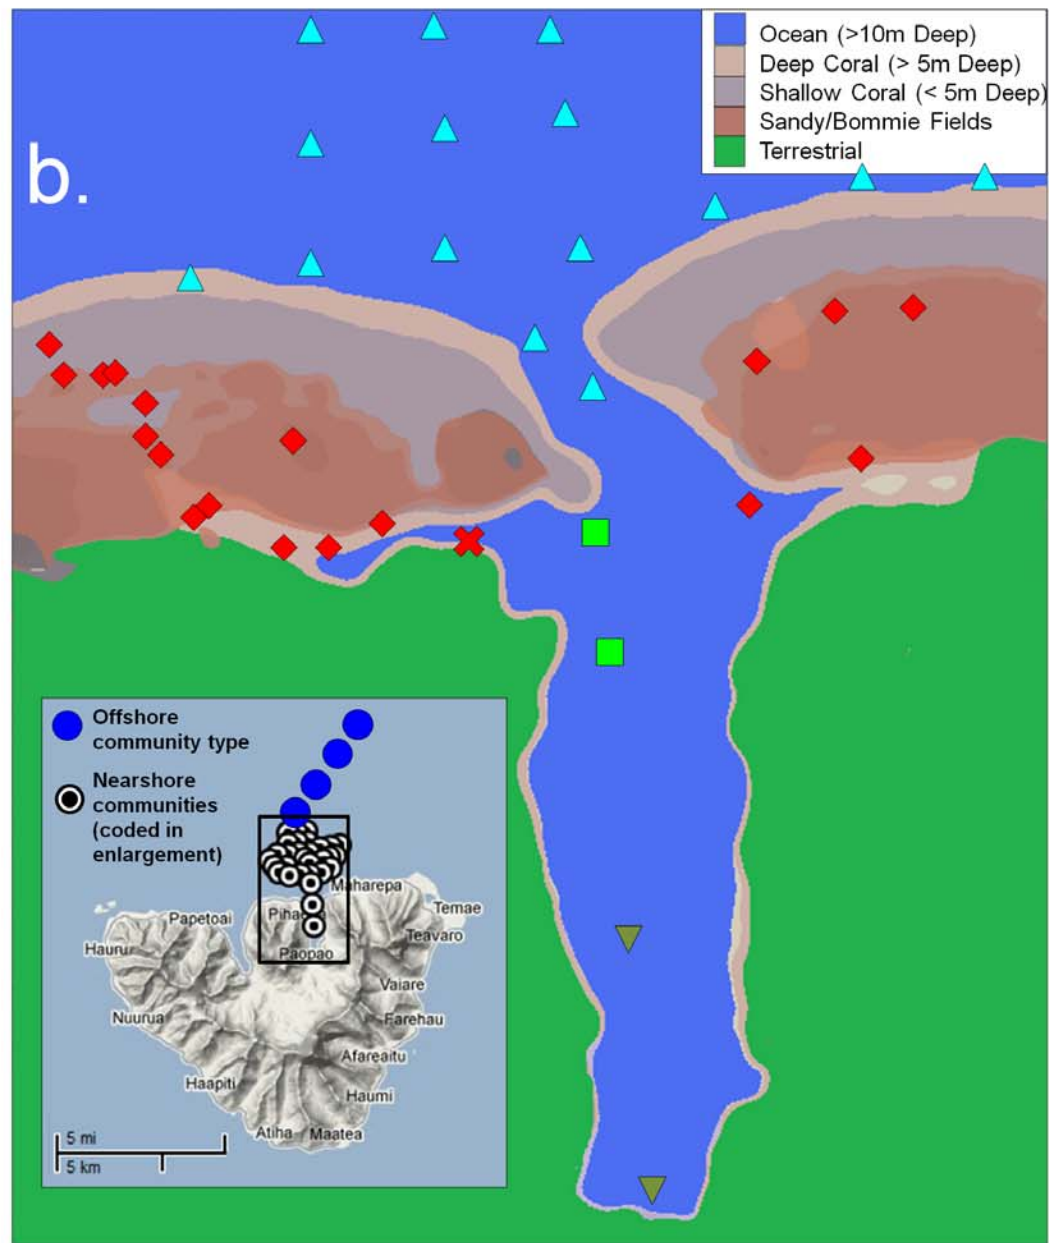 Ocean (>10m Deep)
Deep Coral (> 5m Deep)
Shallow Coral (< 5m Deep)
Sandy/Bommie Fields
Terrestrial
b.
Offshore
community type
Nearshore
communities
(coded in
enlargement)
Maharepa
Temae
Papetoai
Teavaro
Hauru
Paopao
Vaiare
Nuurua
Farehau
Afareaitu
Haapiti
Haumi
Atiha
Maatea
5 mi
5 km